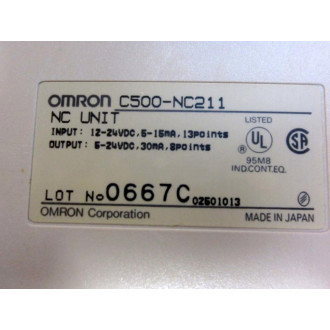 OMRON C500-NC211
NC UNIT
INPUT: 12-24VDC, 5-15mA, 13points
OUTPUT: 5-24VDC, 30mA, 8points
LISTED
UL
®
SA
95M8
IND.CONT.EQ.
LOT No 0667C 02501013
OMRON Corporation
MADE IN JAPAN